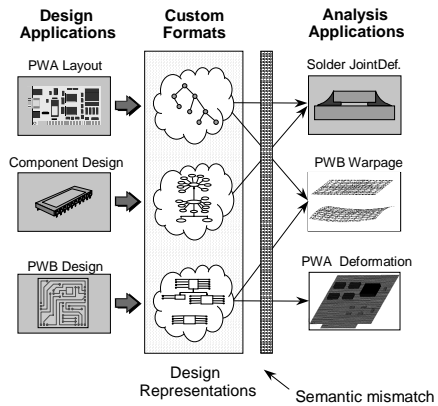 Design
Applications
Custom
Formats
Analysis
Applications
PWA Layout
Solder JointDef.
Component Design
PWB Warpage
PWB Design
PWA Deformation
Design
Representations
Semantic mismatch